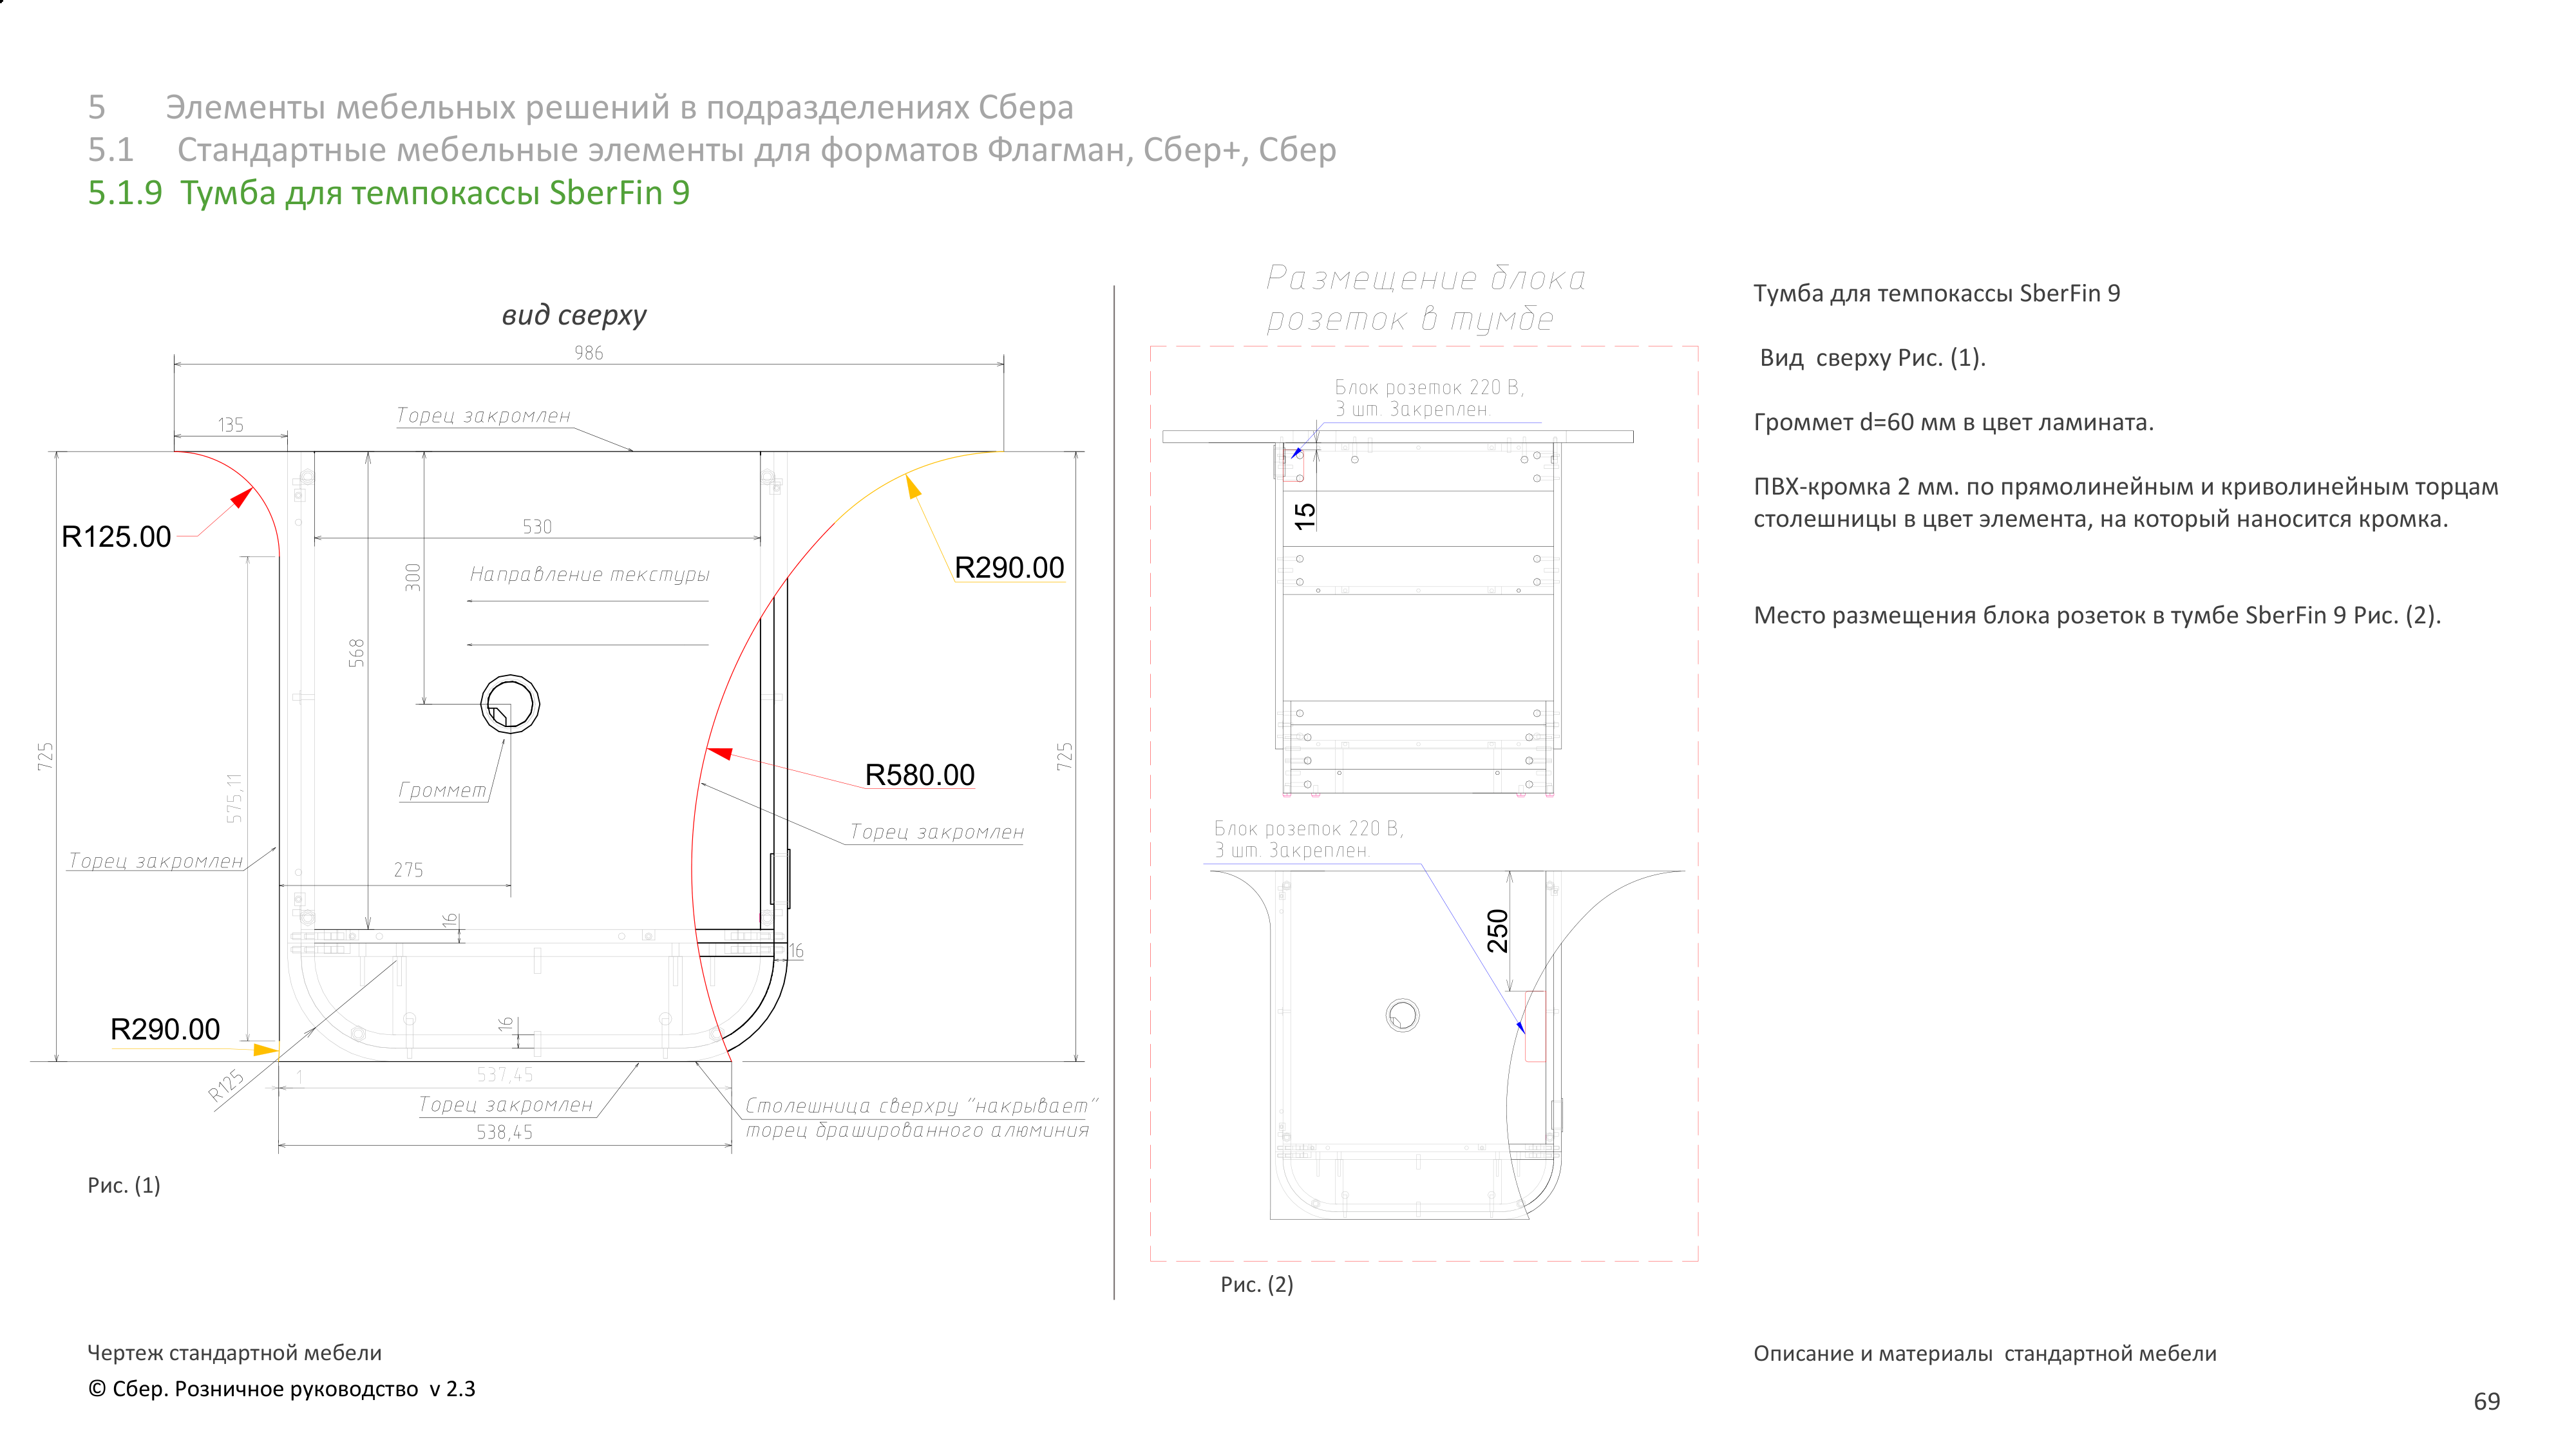 5 Элементы мебельных решений в подразделениях Сбера
5.1 Стандартные мебельные элементы для форматов Флагман, Сбер+, Сбер
5.1.9 Тумба для темпокассы SberFin 9
вид сверху
986
135
Торец закромлен
R125.00
530
300
Направление текстуры
R290.00
568
725
575,11
Громмет
R580.00
725
Торец закромлен
Торец закромлен
275
16
16
16
R290.00
R125
1
537,45
Торец закромлен
538,45
Столешница сверхру "накрывает"
торец брашированного алюминия
Рис. (1)
Размещение блока
розеток в тумбе
Блок розеток 220 В,
3 шт. Закреплен.
15
Блок розеток 220 В,
3 шт. Закреплен.
250
Рис. (2)
Тумба для темпокассы SberFin 9
Вид сверху Рис. (1).
Громмет d=60 мм в цвет ламината.
ПВХ-кромка 2 мм. по прямолинейным и криволинейным торцам
столешницы в цвет элемента, на который наносится кромка.
Место размещения блока розеток в тумбе SberFin 9 Рис. (2).
Чертеж стандартной мебели
© Сбер. Розничное руководство v 2.3
Описание и материалы стандартной мебели
69